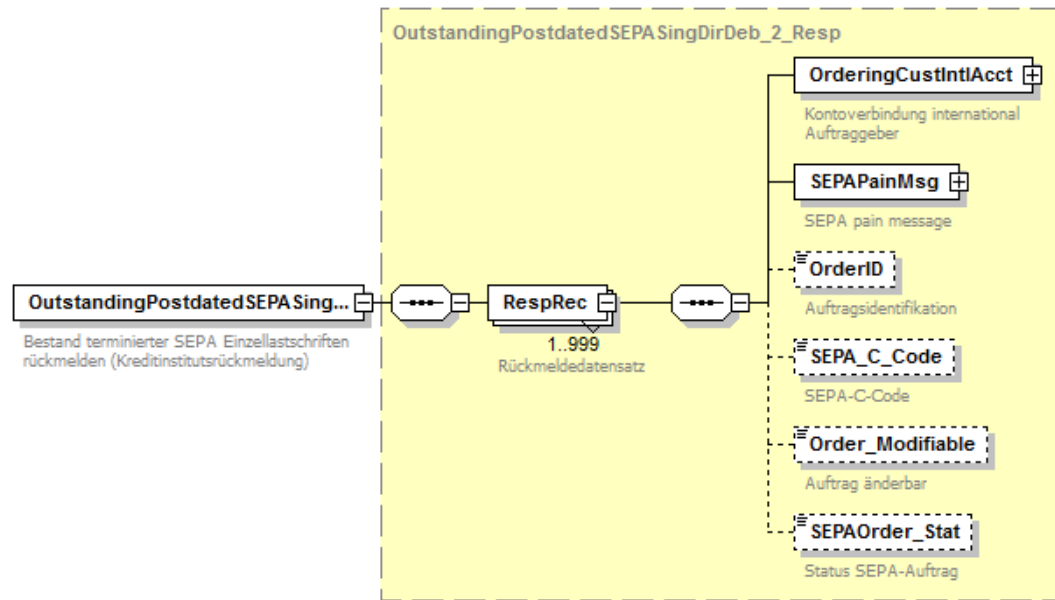 OutstandingPostdatedSEPASingDirDeb_2_Resp
OrderingCustIntlAcct
Kontoverbindung international
Auftraggeber
SEPAPainMsg
SEPA pain message
OrderID
Auftragsidentifikation
OutstandingPostdatedSEPASing...
Bestand terminierter SEPA Einzellastschriften
rückmelden (Kreditinstitutsrückmeldung)
RespRec
1..999
Rückmeldedatensatz
SEPA_C_Code
SEPA-C-Code
Order_Modifiable
Auftrag änderbar
SEPAOrder_Stat
Status SEPA-Auftrag